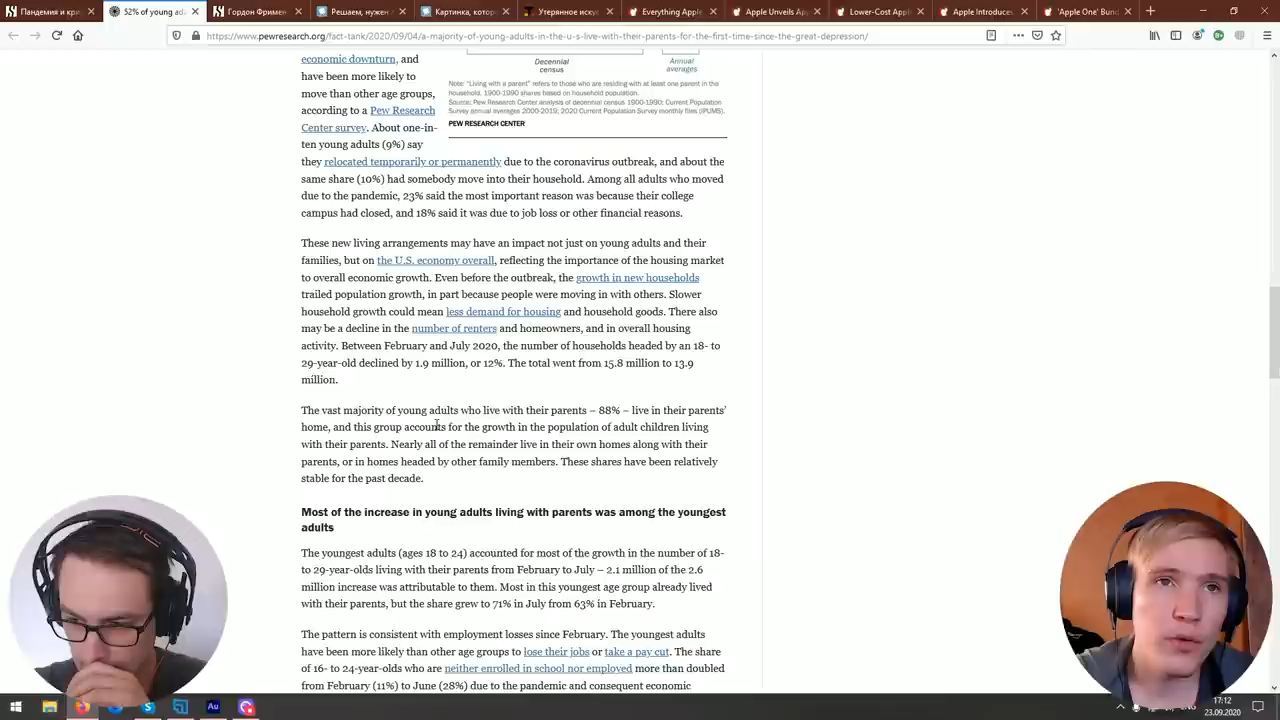 Пандемия и кри
52% of young ad
Гордон Фримен
Решаем, нужен
Картинка, котор
Утерянное искус
Everything Apple
Apple Unveils Ap
Lower-Cost Appl
Apple Introduces
'Apple One' Bund
https://www.pewresearch.org/fact-tank/2020/09/04/a-majority-of-young-adults-in-the-u-s-live-with-their-parents-for-the-first-time-since-the-great-depression/
Decennial
census
Annual
averages
Note: "Living with a parent" refers to those who are residing with at least one parent in the
household. 1900-1990 shares based on household population.
Source: Pew Research Center analysis of decennial census 1900-1990; Current Population
Survey annual averages 2000-2019; 2020 Current Population Survey monthly files (IPUMS).
PEW RESEARCH CENTER
economic downturn, and
have been more likely to
move than other age groups,
according to a Pew Research
Center survey. About one-in-
ten young adults (9%) say
they relocated temporarily or permanently due to the coronavirus outbreak, and about the
same share (10%) had somebody move into their household. Among all adults who moved
due to the pandemic, 23% said the most important reason was because their college
campus had closed, and 18% said it was due to job loss or other financial reasons.
These new living arrangements may have an impact not just on young adults and their
families, but on the U.S. economy overall, reflecting the importance of the housing market
to overall economic growth. Even before the outbreak, the growth in new households
trailed population growth, in part because people were moving in with others. Slower
household growth could mean less demand for housing and household goods. There also
may be a decline in the number of renters and homeowners, and in overall housing
activity. Between February and July 2020, the number of households headed by an 18- to
29-year-old declined by 1.9 million, or 12%. The total went from 15.8 million to 13.9
million.
The vast majority of young adults who live with their parents – 88% – live in their parents'
home, and this group accounts for the growth in the population of adult children living
with their parents. Nearly all of the remainder live in their own homes along with their
parents, or in homes headed by other family members. These shares have been relatively
stable for the past decade.
Most of the increase in young adults living with parents was among the youngest
adults
The youngest adults (ages 18 to 24) accounted for most of the growth in the number of 18-
to 29-year-olds living with their parents from February to July – 2.1 million of the 2.6
million increase was attributable to them. Most in this youngest age group already lived
with their parents, but the share grew to 71% in July from 63% in February.
The pattern is consistent with employment losses since February. The youngest adults
have been more likely than other age groups to lose their jobs or take a pay cut. The share
of 16- to 24-year-olds who are neither enrolled in school nor employed more than doubled
from February (11%) to June (28%) due to the pandemic and consequent economic
Au
17:12
23.09.2020